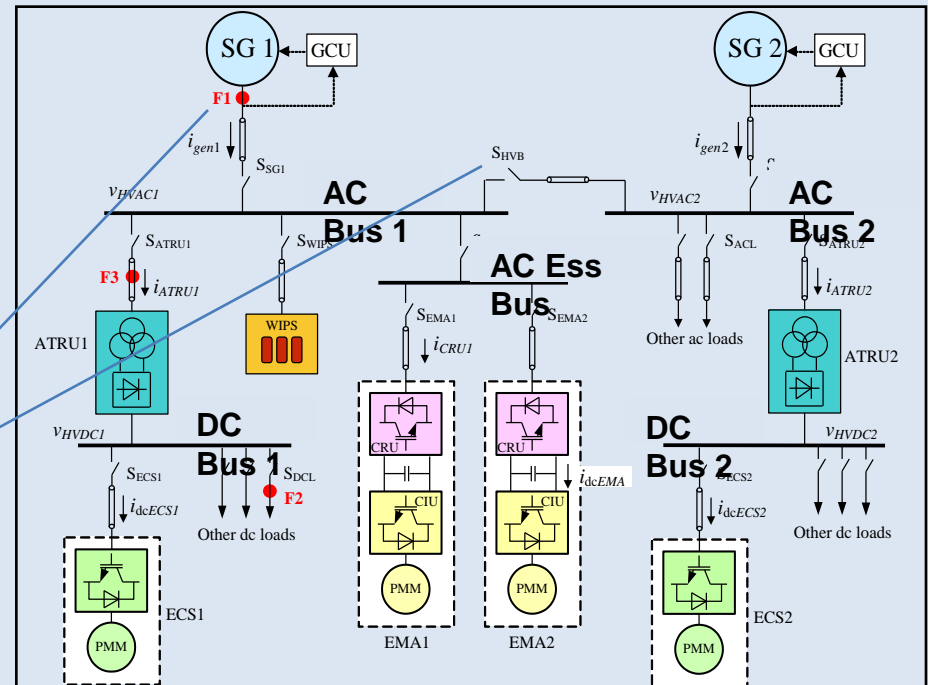 SG 1
GCU
SG 2
GCU
F1
igen1
SSG1
SHVB
igen2
S
vHVAC1
AC
Bus 1
vHVAC2
AC
Bus 2
SATRU1
SWIPS
S
SACL
SATRU2
F3
iATRU1
AC Ess
Bus
iATRU2
SEMA1
SEMA2
WIPS
iCRU1
Other ac loads
ATRU1
ATRU2
CRU
CRU
vHVDC1
DC
Bus 1
DC
Bus 2
vHVDC2
SECS1
SDCL
idcEMA
SECS2
F2
CIU
CIU
idcECS1
idcECS2
Other dc loads
Other dc loads
PMM
PMM
ECS1
ECS2
EMA1
EMA2
PMM
PMM